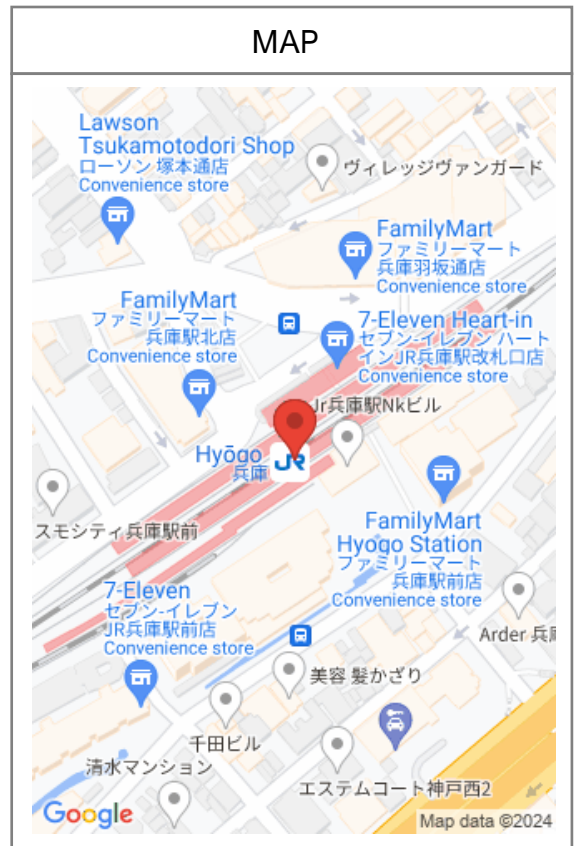 MAP
Lawson
Tsukamotodori Shop
ローソン 塚本通店
Convenience store
ヴィレッジヴァンガード
FamilyMart
ファミリーマート
兵庫羽坂通店
Convenience store
FamilyMart
ファミリーマート
兵庫駅北店
Convenience store
7-Eleven Heart-in
セブン-イレブン ハート
インJR兵庫駅改札口店
Convenience store
Jr兵庫駅Nkビル
Hyōgo
兵庫
JR
スモシティ兵庫駅前
FamilyMart
Hyogo Station
ファミリーマート
兵庫駅前店
Convenience store
7-Eleven
セブン-イレブン
JR兵庫駅前店
Convenience store
Arder 兵庫
美容 髪かざり
千田ビル
清水マンション
エステムコート神戸西2
Google
Map data ©2024